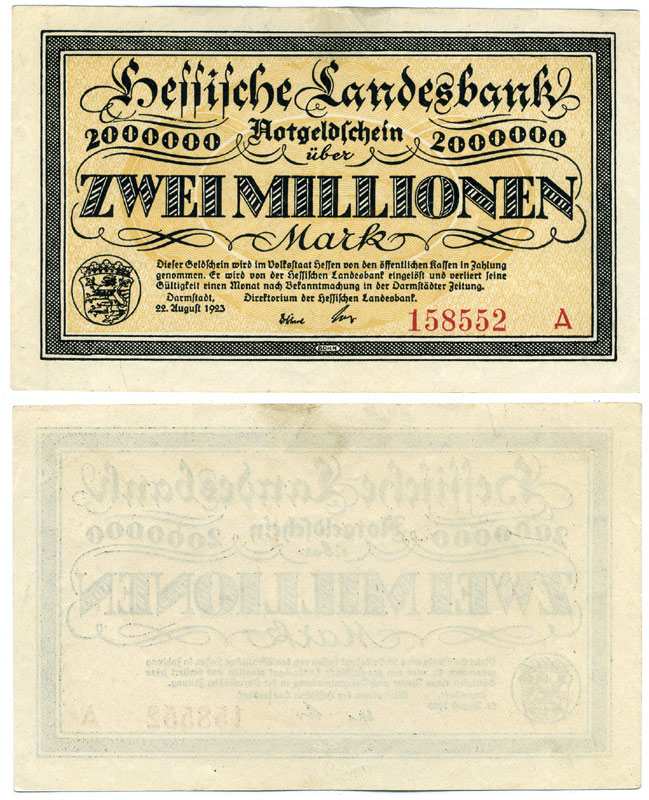 Hessische Landesbank
2000000 Notgeldschein 2000000
über
ZWEI MILLIONEN
Mark
Dieser Geldschein wird im Volksstaat Hessen von den öffentlichen Kassen in Zahlung
genommen. Er wird von der Hessischen Landesbank eingelöst und verliert seine
Gültigkeit einen Monat nach Bekanntmachung in der Darmstädter Zeitung.
Darmstadt, Direktorium der Hessischen Landesbank.
22. August 1923
158552 A